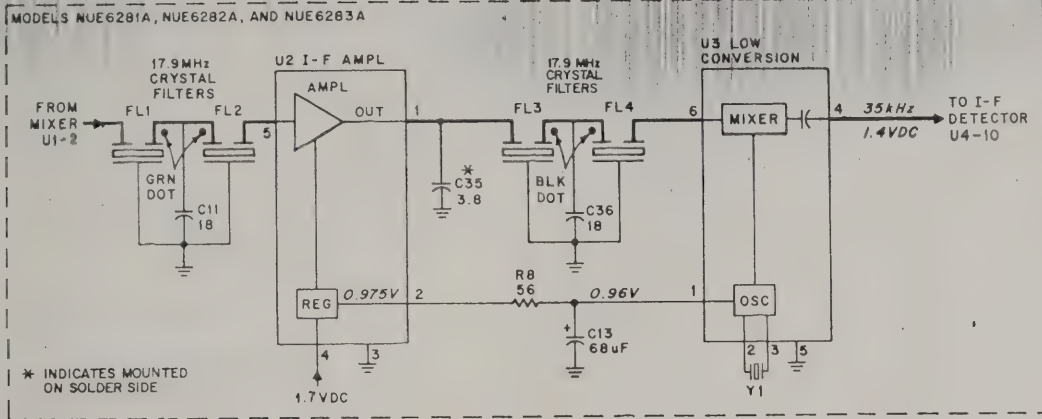 MODELS NUE6281A, NUE6282A, AND NUE6283A
U2 I-F AMPL
U3 LOW
CONVERSION
17.9 MHz
CRYSTAL
FILTERS
17.9 MHz
CRYSTAL
FILTERS
AMPL
FROM
MIXER
U1-2
FL1
FL2
5
OUT
1
FL3
FL4
6
MIXER
4
35kHz
1.4VDC
TO I-F
DETECTOR
U4-10
GRN
DOT
C11
18
*
C35
3.8
BLK
DOT
C36
18
REG
0.975V
2
R8
56
0.96V
1
OSC
+
C13
68uF
4
3
2
3
5
Y1
1.7VDC
* INDICATES MOUNTED
ON SOLDER SIDE